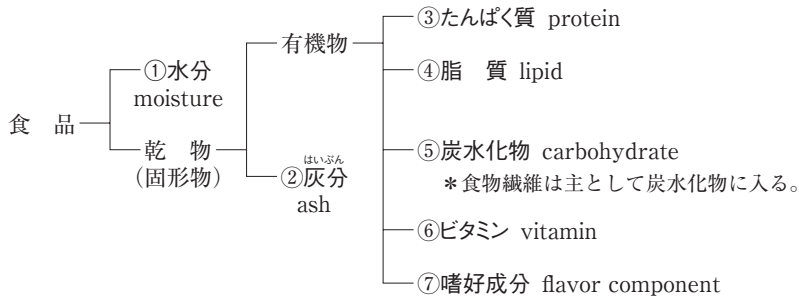 ③たんぱく質 protein
有機物
④脂 質 lipid
①水分
moisture
食 品
乾 物
(固形物)
はいぶん
②灰分
ash
⑤炭水化物 carbohydrate
＊食物繊維は主として炭水化物に入る。
⑥ビタミン vitamin
⑦嗜好成分 flavor component